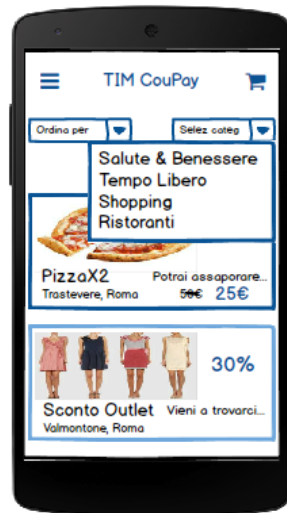 TIM CouPay
Ordina per
Selez categ
Salute & Benessere
Tempo Libero
Shopping
Ristoranti
PizzaX2
Potrai assaporare...
Trastevere, Roma
50€ 25€
30%
Sconto Outlet
Vieni a trovarci...
Valmontone, Roma